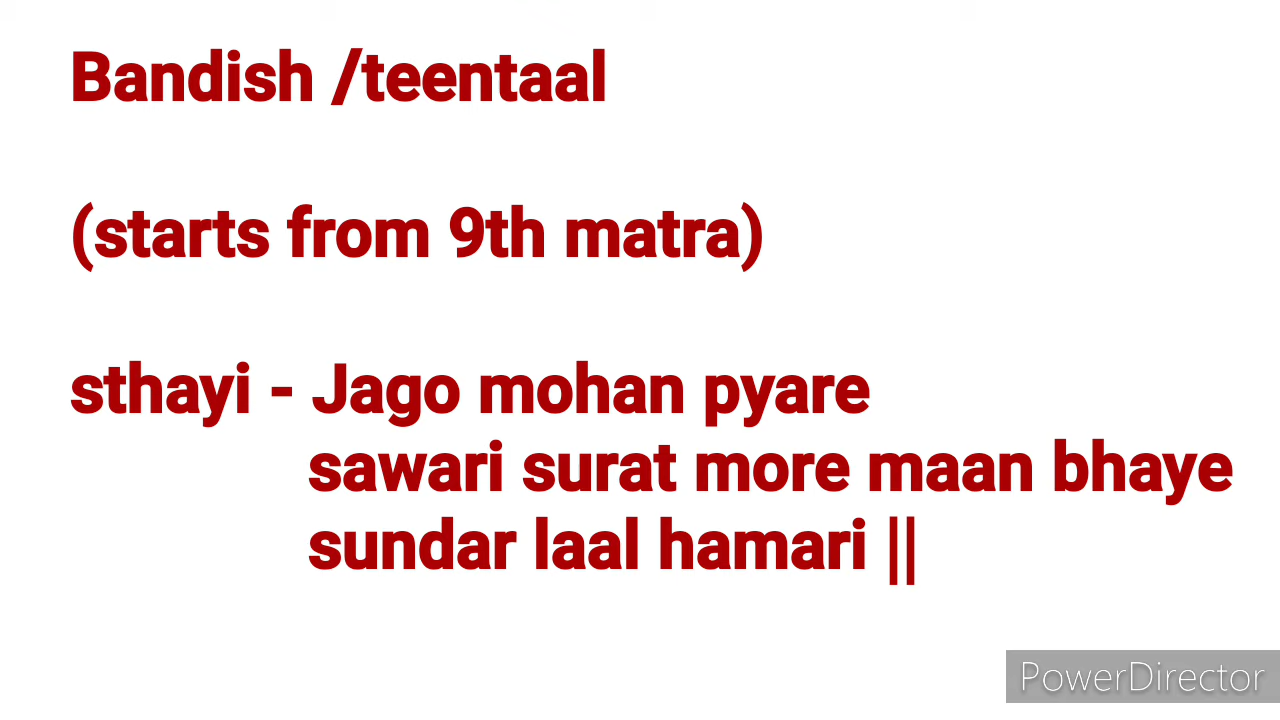 Bandish /teentaal
(starts from 9th matra)
sthayi - Jago mohan pyare
sawari surat more maan bhaye
sundar laal hamari ||
PowerDirector